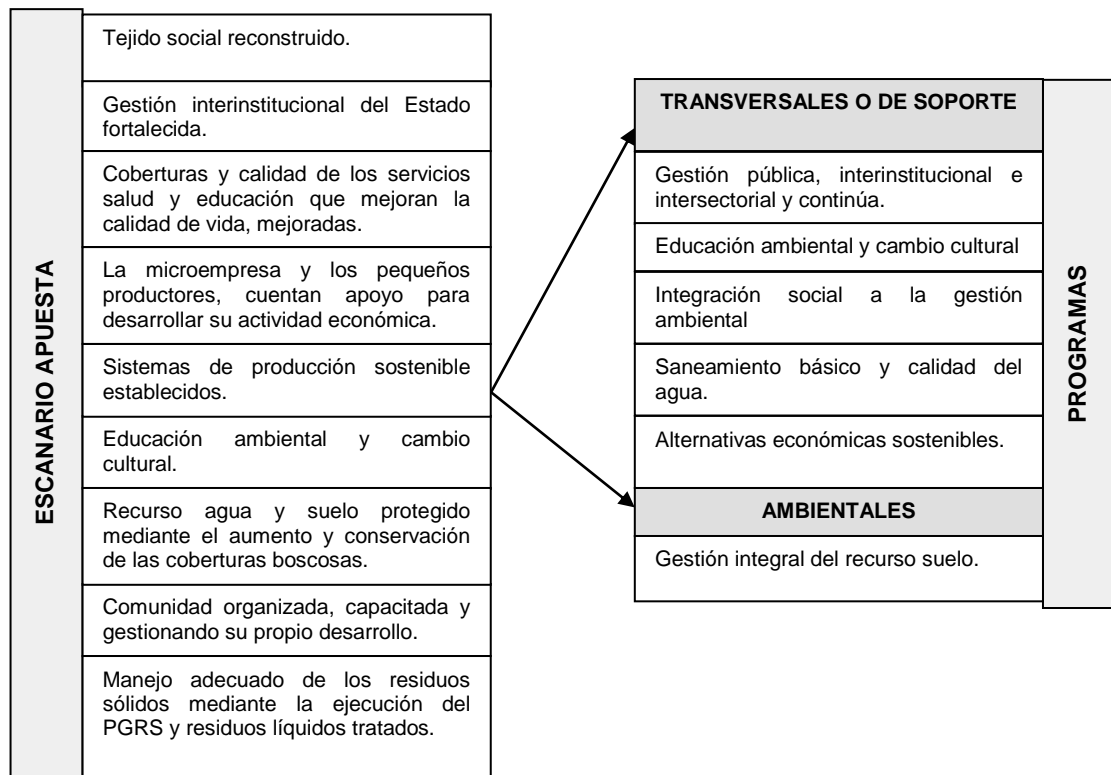 ESCANARIO APUESTA
Tejido social reconstruido.
Gestión interinstitucional del Estado
fortalecida.
Coberturas y calidad de los servicios
salud y educación que mejoran la
calidad de vida, mejoradas.
La microempresa y los pequeños
productores, cuentan apoyo para
desarrollar su actividad económica.
Sistemas de producción sostenible
establecidos.
Educación ambiental y cambio
cultural.
Recurso agua y suelo protegido
mediante el aumento y conservación
de las coberturas boscosas.
Comunidad organizada, capacitada y
gestionando su propio desarrollo.
Manejo adecuado de los residuos
sólidos mediante la ejecución del
PGRS y residuos líquidos tratados.
TRANSVERSALES O DE SOPORTE
Gestión pública, interinstitucional e
intersectorial y continúa.
Educación ambiental y cambio cultural
Integración social a la gestión
ambiental
Saneamiento básico y calidad del
agua.
Alternativas económicas sostenibles.
AMBIENTALES
Gestión integral del recurso suelo.
PROGRAMAS